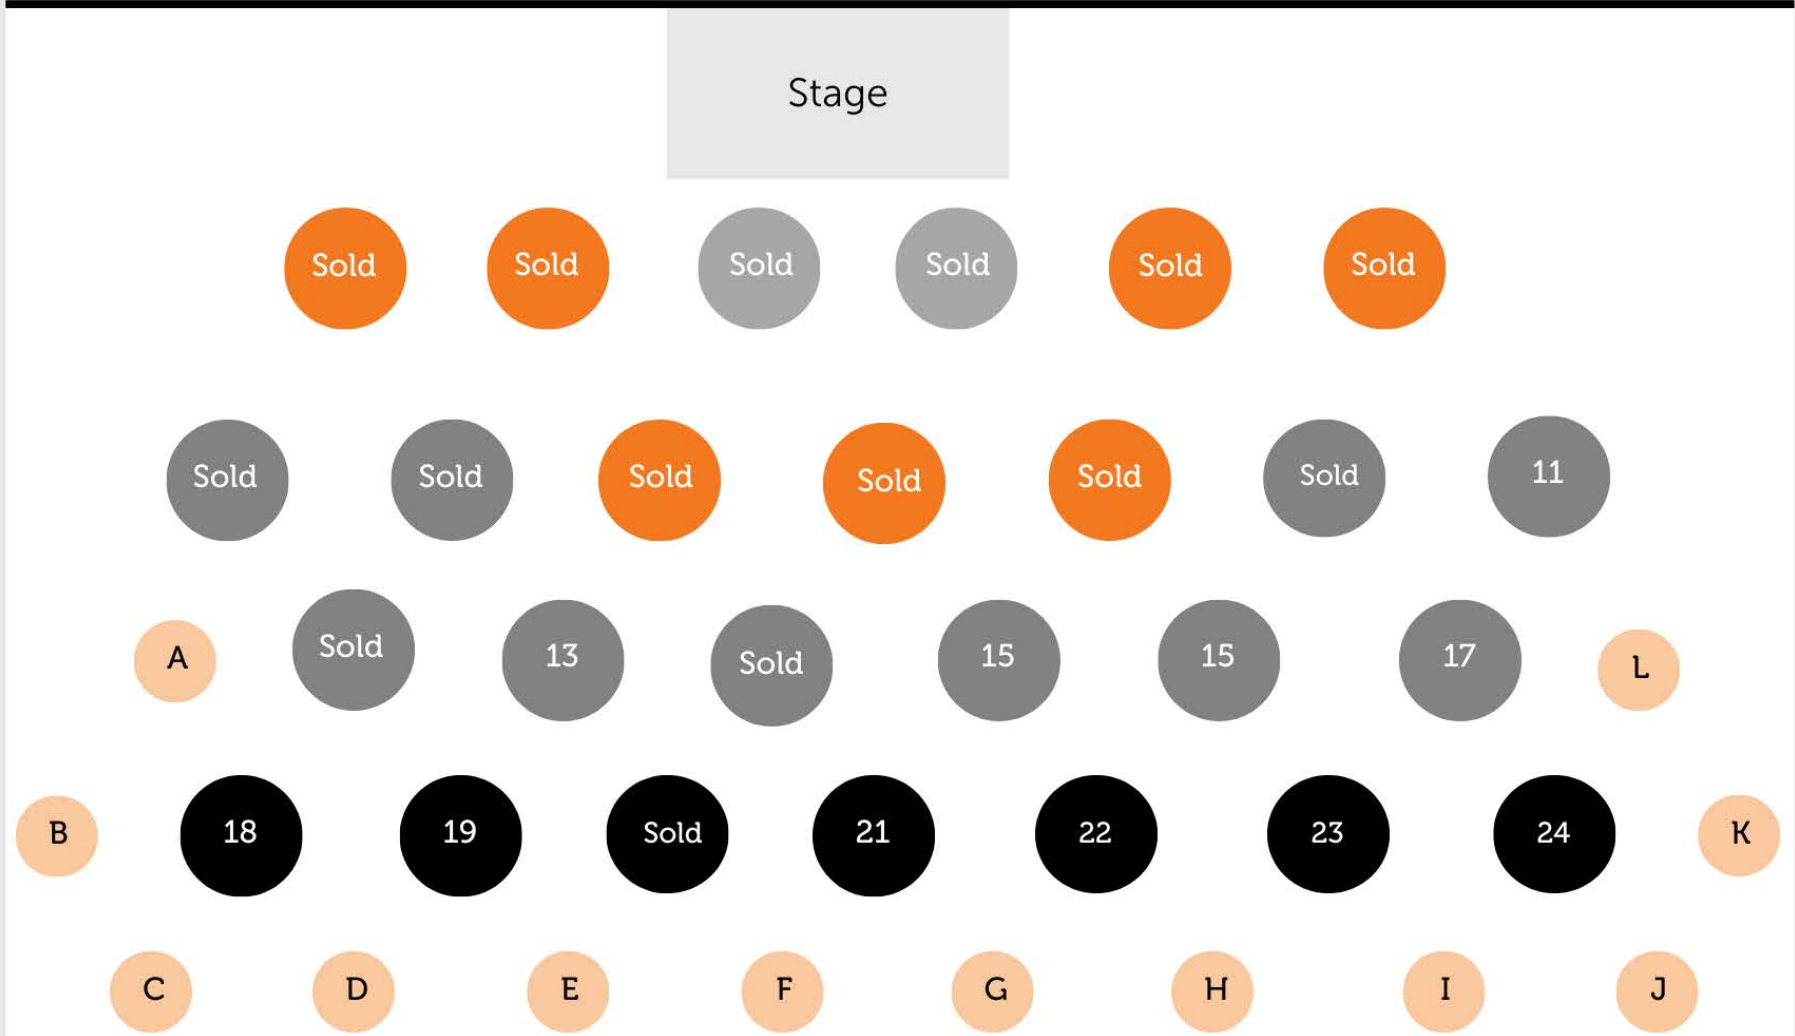 Stage
Sold Sold Sold Sold Sold Sold
Sold Sold Sold Sold Sold Sold 11
A Sold 13 Sold 15 15 17 L
B 18 19 Sold 21 22 23 24 K
C D E F G H I J